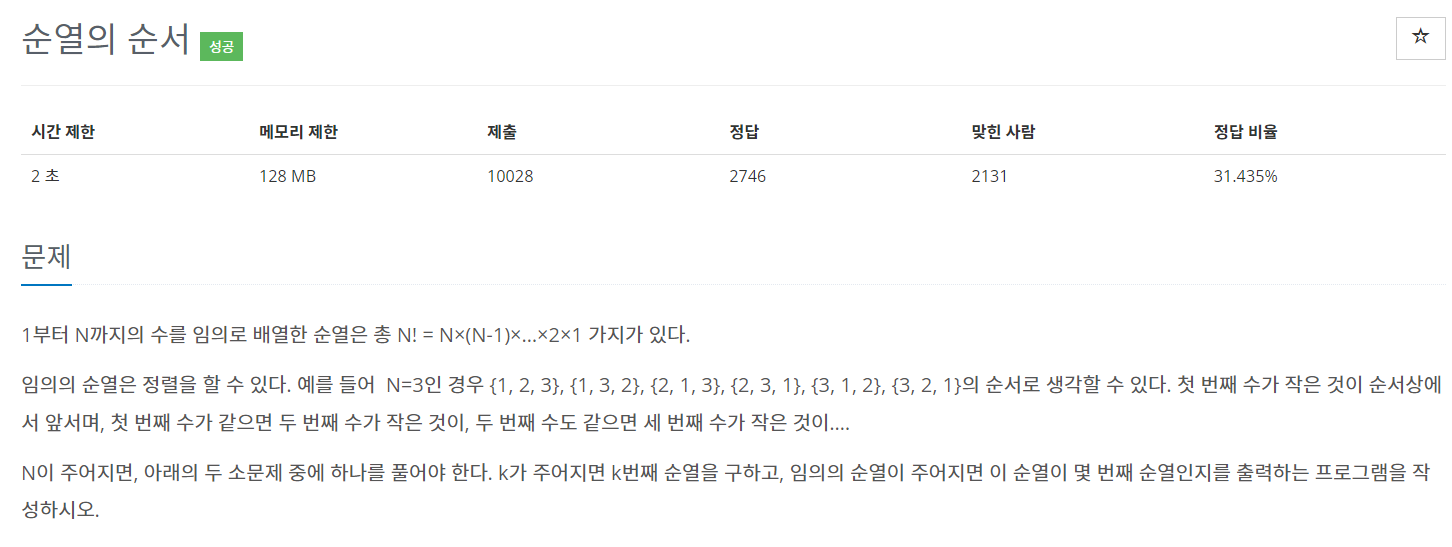 순열의 순서 성공
☆
시간 제한 메모리 제한 제출 정답 맞힌 사람 정답 비율
2 초 128 MB 10028 2746 2131 31.435%
문제
1부터 N까지의 수를 임의로 배열한 순열은 총 N! = N×(N-1)×…×2×1 가지가 있다.
임의의 순열은 정렬을 할 수 있다. 예를 들어  N=3인 경우 {1, 2, 3}, {1, 3, 2}, {2, 1, 3}, {2, 3, 1}, {3, 1, 2}, {3, 2, 1}의 순서로 생각할 수 있다. 첫 번째 수가 작은 것이 순서상에
서 앞서며, 첫 번째 수가 같으면 두 번째 수가 작은 것이, 두 번째 수도 같으면 세 번째 수가 작은 것이….
N이 주어지면, 아래의 두 소문제 중에 하나를 풀어야 한다. k가 주어지면 k번째 순열을 구하고, 임의의 순열이 주어지면 이 순열이 몇 번째 순열인지를 출력하는 프로그램을 작
성하시오.